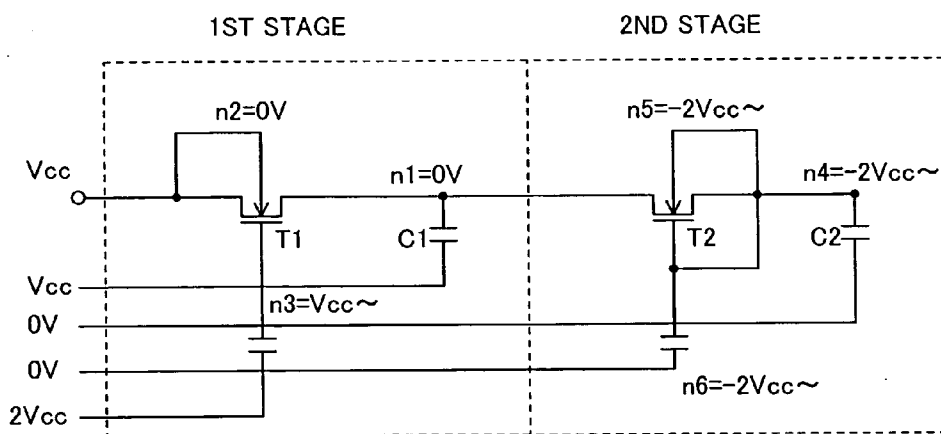 1ST STAGE
2ND STAGE
n2=0V
n5=-2Vcc~
Vcc
n1=0V
n4=-2Vcc~
T1
C1
T2
C2
Vcc
n3=Vcc~
0V
0V
n6=-2Vcc~
2Vcc